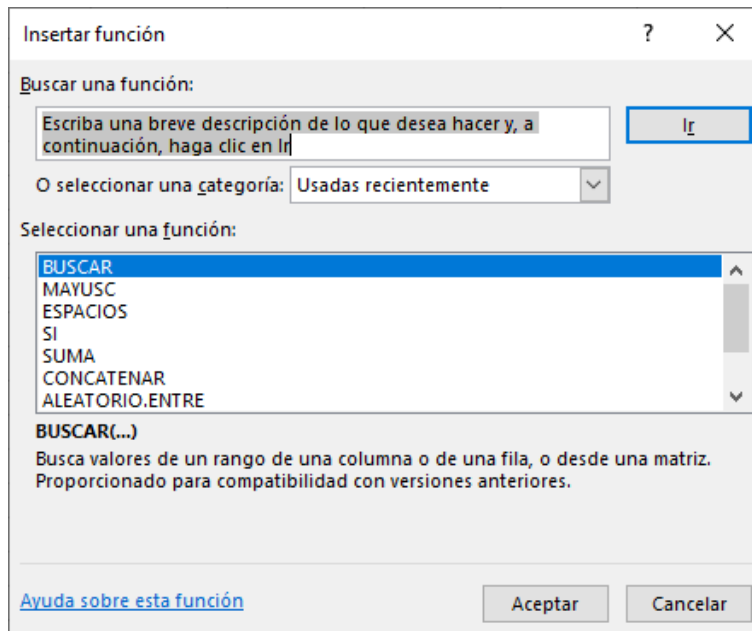 Insertar función
?
Buscar una función:
Escriba una breve descripción de lo que desea hacer y, a
continuación, haga clic en Ir
Ir
O seleccionar una categoría: Usadas recientemente
Seleccionar una función:
BUSCAR
MAYUSC
ESPACIOS
SI
SUMA
CONCATENAR
ALEATORIO.ENTRE
BUSCAR(...)
Busca valores de un rango de una columna o de una fila, o desde una matriz.
Proporcionado para compatibilidad con versiones anteriores.
Ayuda sobre esta función
Aceptar
Cancelar